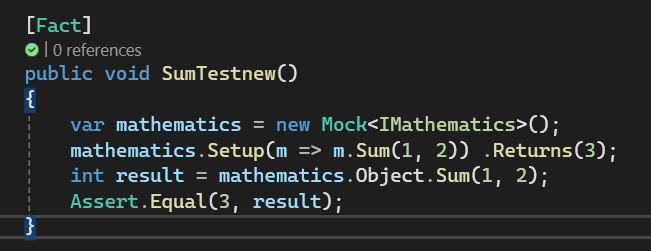 [Fact]
| 0 references
public void SumTestnew()
{
var mathematics = new Mock<IMathematics>();
mathematics.Setup(m => m.Sum(1, 2)) .Returns(3);
int result = mathematics.Object.Sum(1, 2);
Assert.Equal(3, result);
}